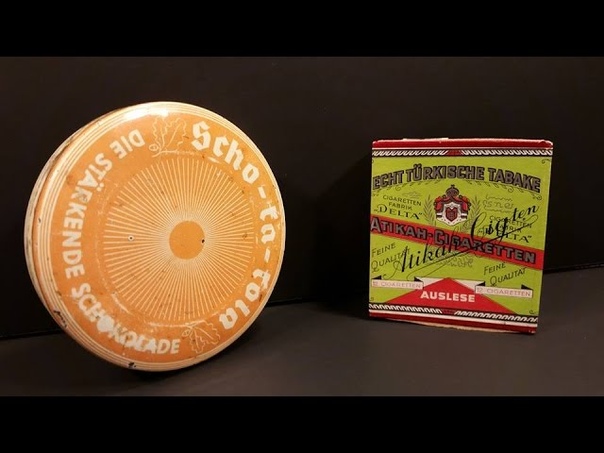 Scho-ka-kola
DIE STÄRKENDE SCHOKOLADE
ECHT TÜRKISCHE TABAKE
CIGARETTEN
FABRIK
"DELTA"
ATIKAH-CIGARETTEN
Atikah-Cigaretten
FEINE
QUALITÄT
FEINE
QUALITÄT
CIGARETTEN
CIGARETTEN
AUSLESE